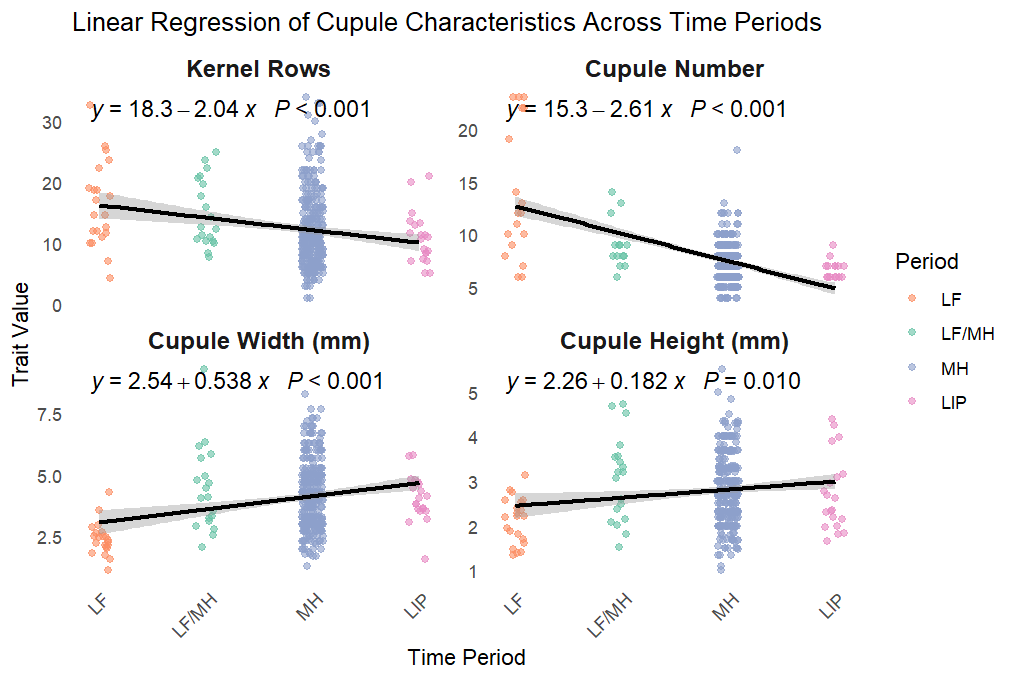 Linear Regression of Cupule Characteristics Across Time Periods
Kernel Rows
y = 18.3 − 2.04 x P < 0.001
30
20
10
0
Cupule Number
y = 15.3 − 2.61 x P < 0.001
20
15
10
5
Trait Value
Cupule Width (mm)
y = 2.54 + 0.538 x P < 0.001
7.5
5.0
2.5
LF
LF/MH
MH
LIP
Cupule Height (mm)
y = 2.26 + 0.182 x P = 0.010
5
4
3
2
1
LF
LF/MH
MH
LIP
Time Period
Period
LF
LF/MH
MH
LIP